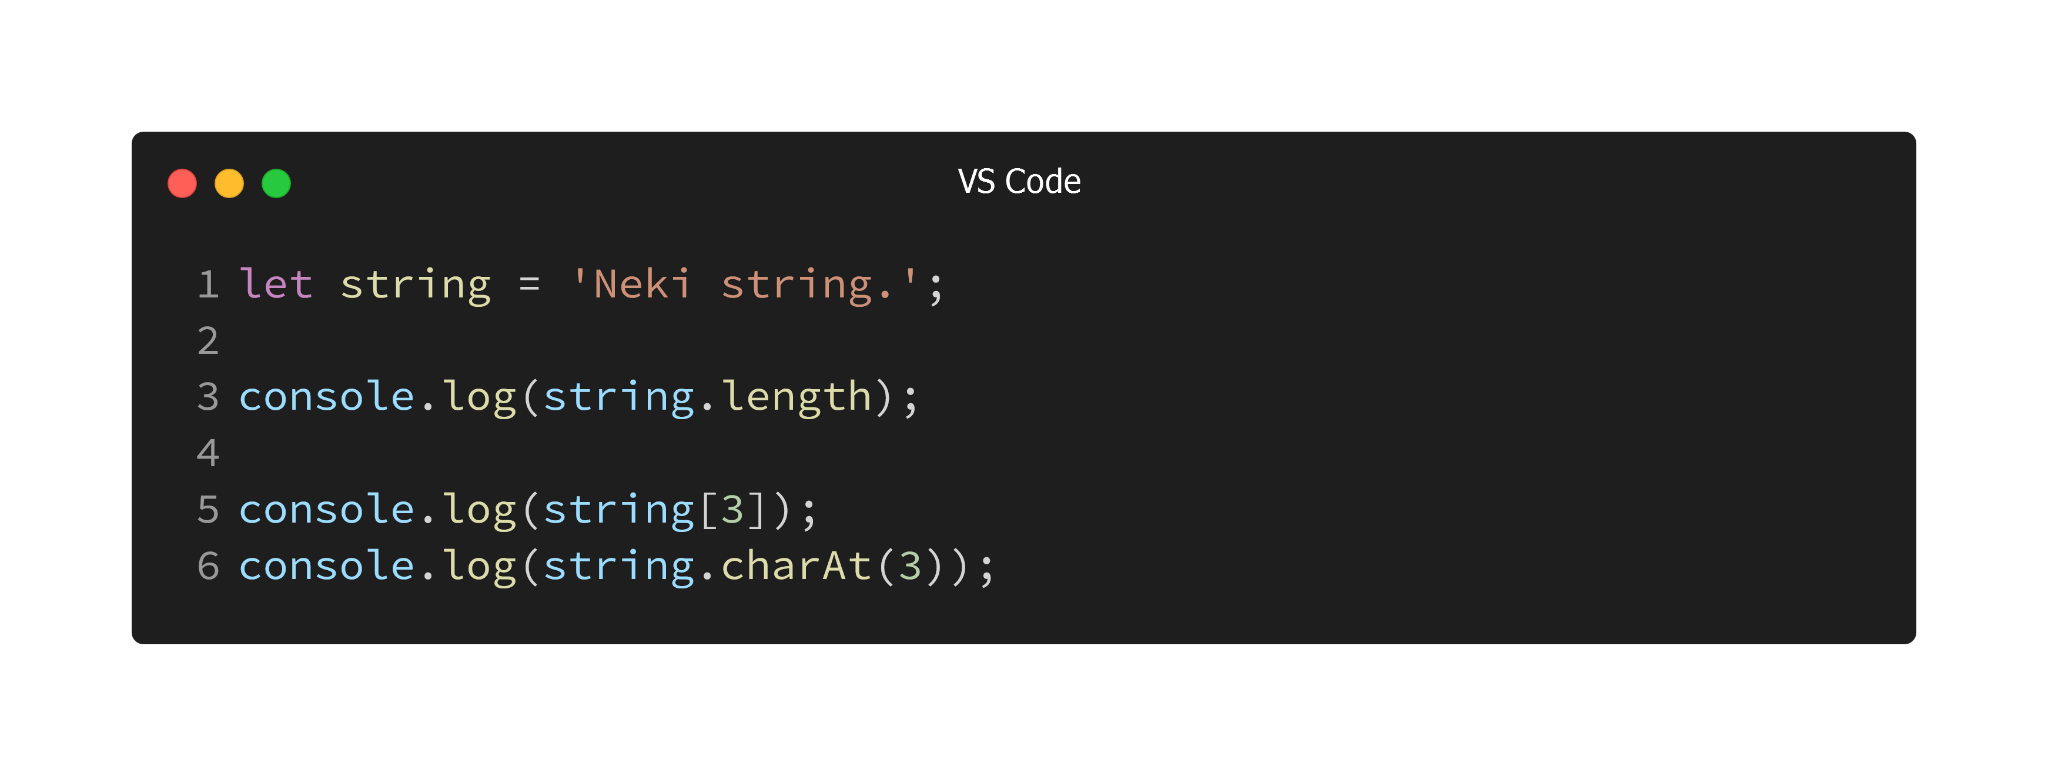 VS Code
1 let string = 'Neki string.';
2
3 console.log(string.length);
4
5 console.log(string[3]);
6 console.log(string.charAt(3));